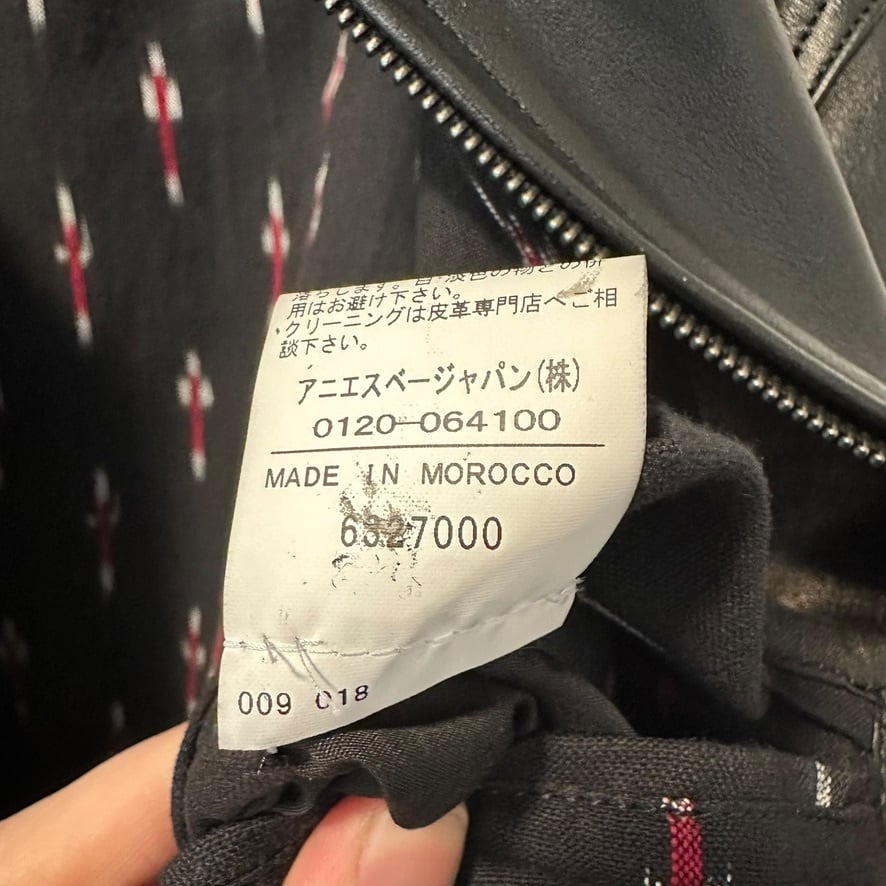 落ちします。白・淡色の物との併
用はお避け下さい。
、クリーニングは皮革専門店へご相
談下さい。
アニエスベージャパン(株)
0120-064100
MADE IN MOROCCO
6327000
009 018